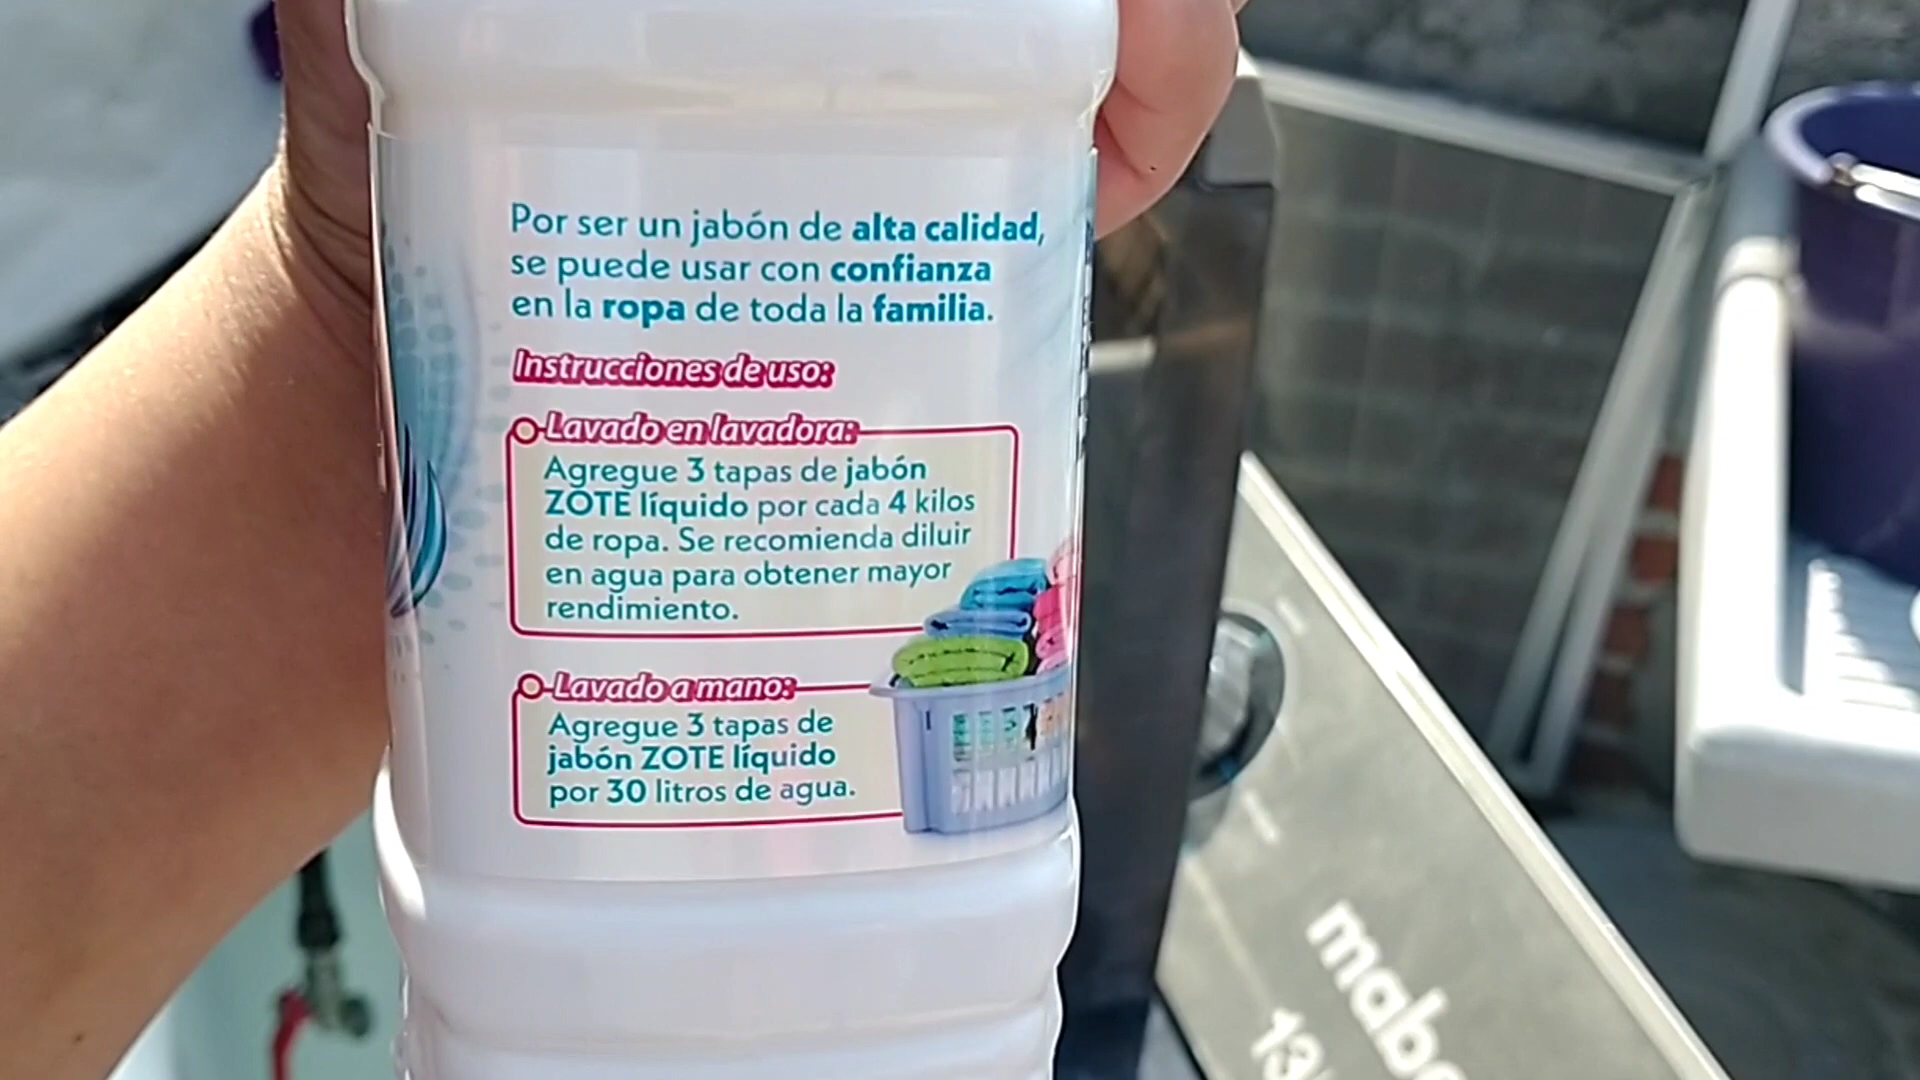 Por ser un jabón de alta calidad,
se puede usar con confianza
en la ropa de toda la familia.
Instrucciones de uso:
Lavado en lavadora:
Agregue 3 tapas de jabón
ZOTE líquido por cada 4 kilos
de ropa. Se recomienda diluir
en agua para obtener mayor
rendimiento.
Lavado a mano:
Agregue 3 tapas de
jabón ZOTE líquido
por 30 litros de agua.
mabe
13